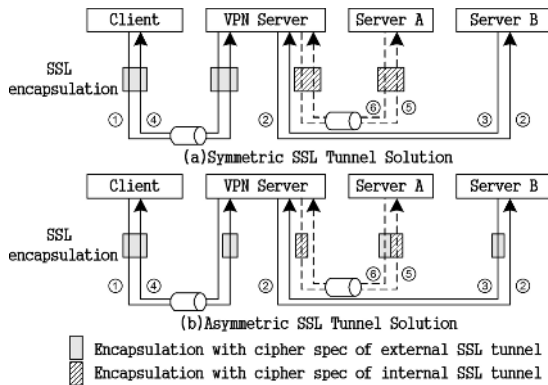 Client VPN Server Server A Server B
SSL
encapsulation
① ④ ② ⑥ ⑤ ③ ②
(a)Symmetric SSL Tunnel Solution
Client VPN Server Server A Server B
SSL
encapsulation
① ④ ② ⑥ ⑤ ③ ②
(b)Asymmetric SSL Tunnel Solution
Encapsulation with cipher spec of external SSL tunnel
Encapsulation with cipher spec of internal SSL tunnel